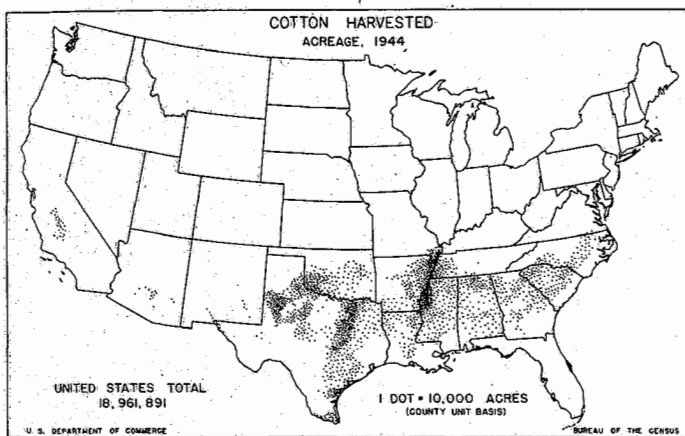 COTTON HARVESTED
ACREAGE, 1944
UNITED STATES TOTAL
18,961,891
1 DOT = 10,000 ACRES
(COUNTY UNIT BASIS)
U. S. DEPARTMENT OF COMMERCE
BUREAU OF THE CENSUS